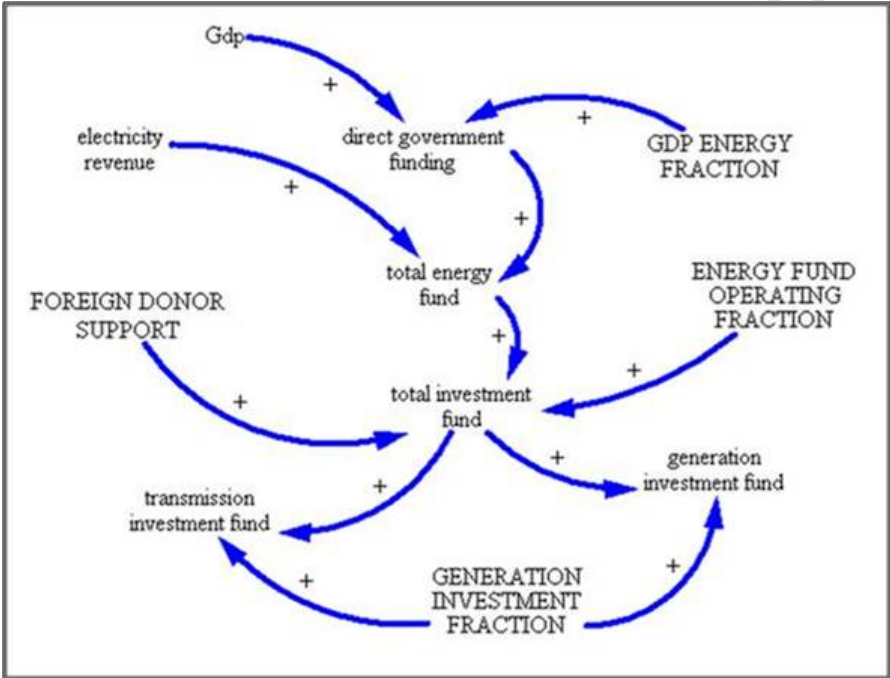 Gdp
+
+
direct government
funding
GDP ENERGY
FRACTION
electricity
revenue
+
+
total energy
fund
ENERGY FUND
OPERATING
FRACTION
FOREIGN DONOR
SUPPORT
+
+
+
total investment
fund
+
+
generation
investment fund
transmission
investment fund
+
+
GENERATION
INVESTMENT
FRACTION